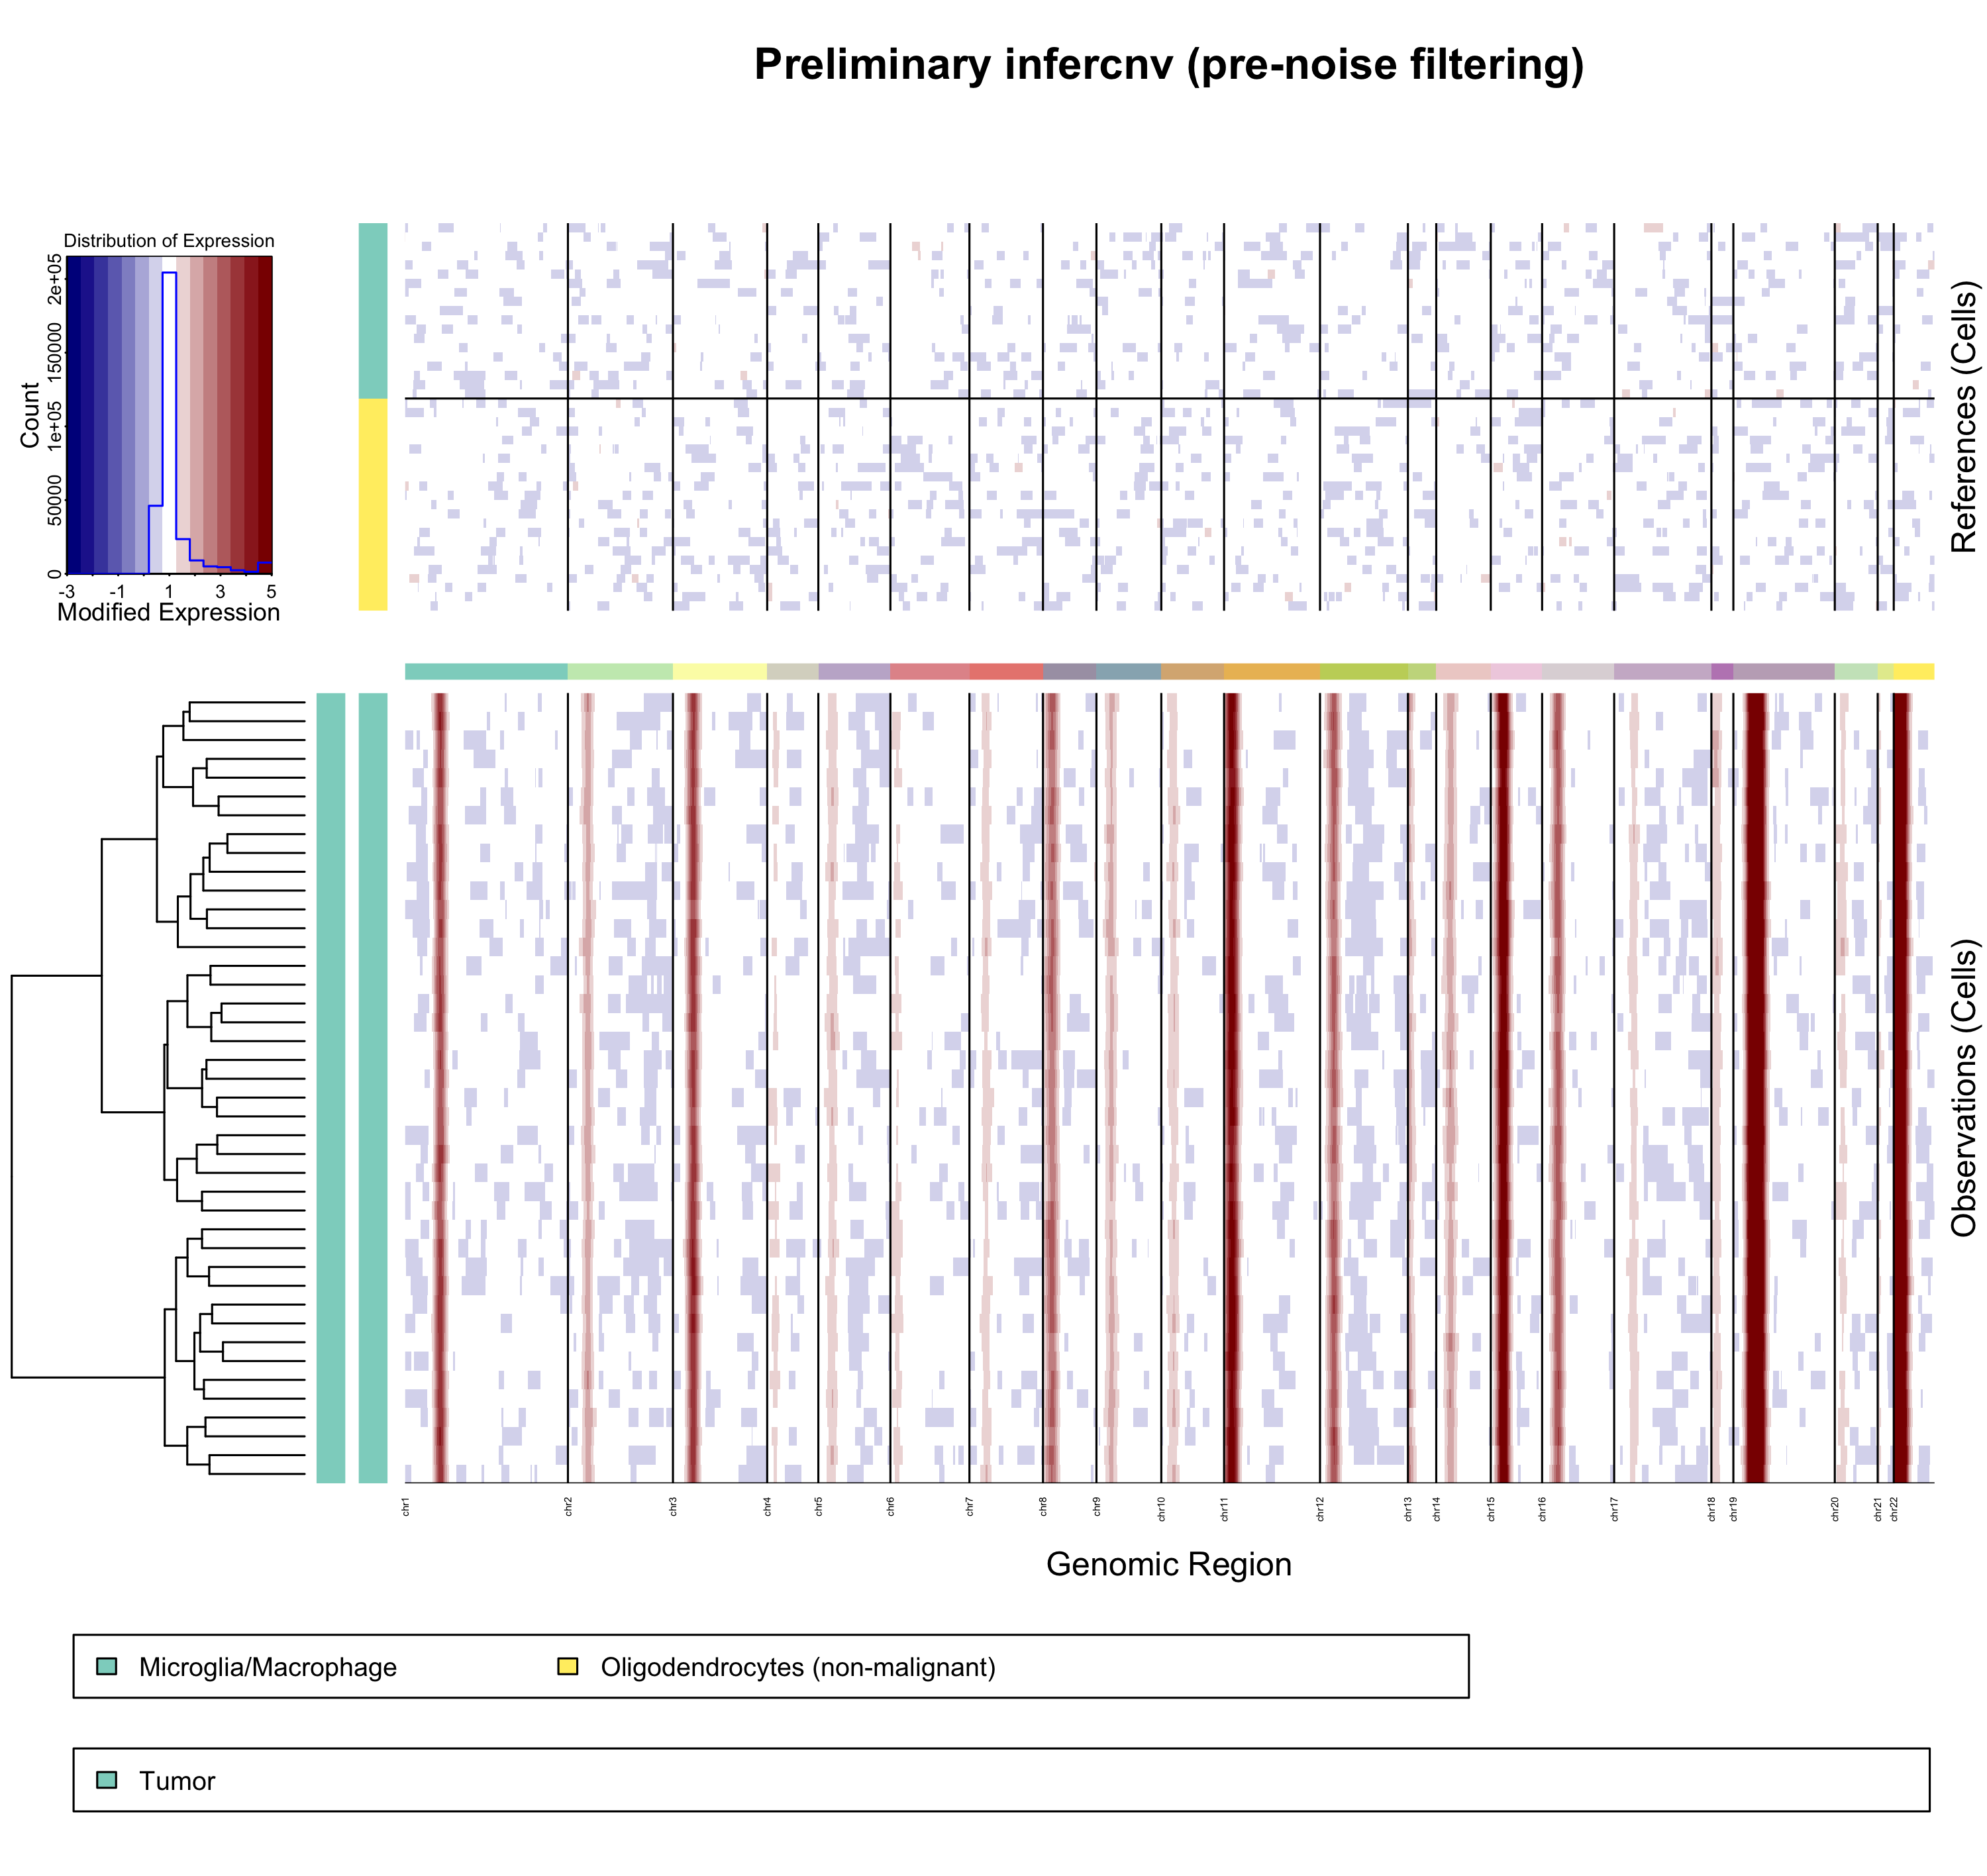 Preliminary infercnv (pre-noise filtering)
Distribution of Expression
Count
0 50000 1e+05 150000 2e+05
-3 -1 1 3 5
Modified Expression
References (Cells)
Observations (Cells)
chr1 chr2 chr3 chr4 chr5 chr6 chr7 chr8 chr9 chr10 chr11 chr12 chr13 chr14 chr15 chr16 chr17 chr18 chr19 chr20 chr21 chr22
Genomic Region
Microglia/Macrophage Oligodendrocytes (non-malignant)
Tumor